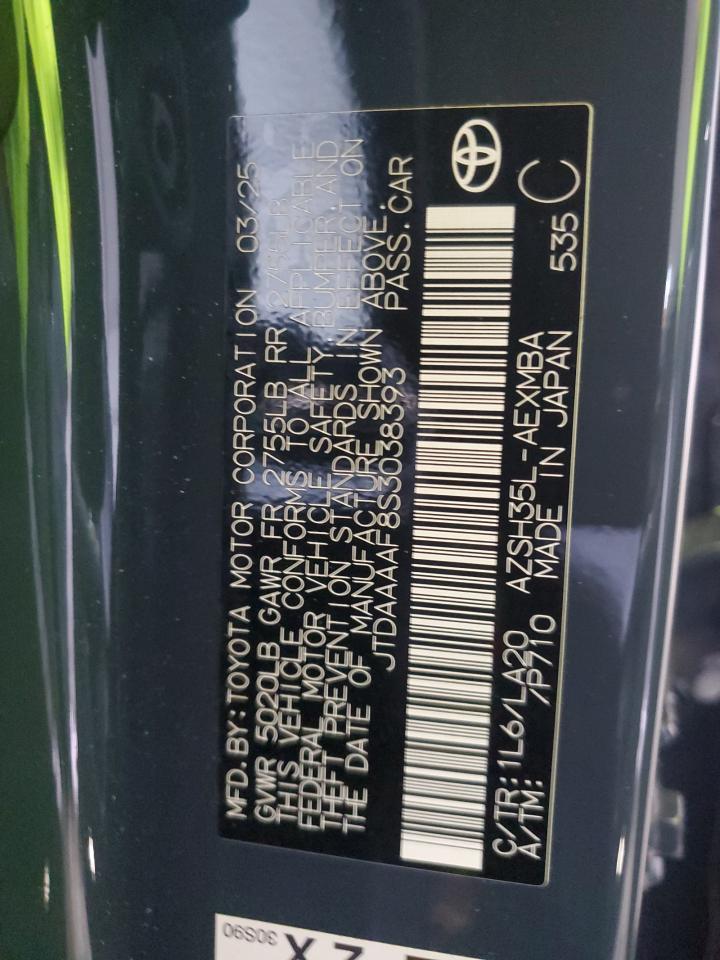 MFD. BY: TOYOTA MOTOR CORPORATION 03/25
GVWR 5020LB GAWR FR 2755LB RR 2755LB
THIS VEHICLE CONFORMS TO ALL APPLICABLE
FEDERAL MOTOR VEHICLE SAFETY, BUMPER, AND
THEFT PREVENTION STANDARDS IN EFFECT ON
THE DATE OF MANUFACTURE SHOWN ABOVE.
JTDAAAAF8S3038393 PASS. CAR
C/TR: 1L6/LA20 AZSH35L-AEXMBA
A/TM: /P710 MADE IN JAPAN 535 C
30S90